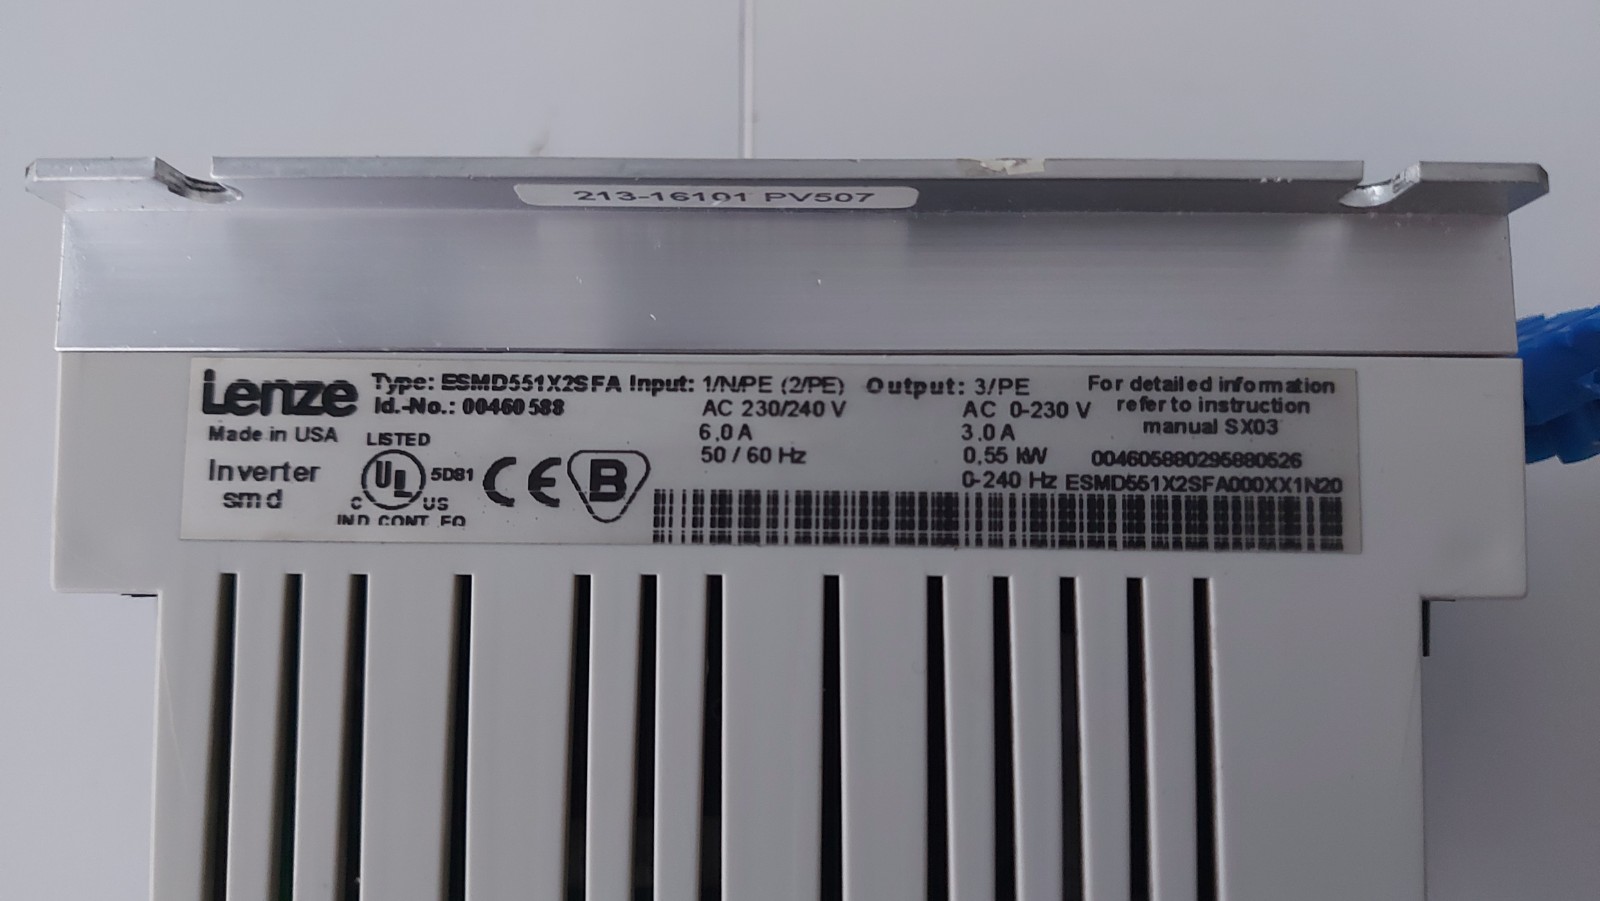 213-16101 PV507
Lenze
Made in USA
Inverter
smd
Type: ESMD551X2SFA
Id.-No.: 00460588
LISTED
UL
5D81
C US
IND CONT EQ
CE
B
Input: 1/N/PE (2/PE)
AC 230/240 V
6,0 A
50 / 60 Hz
Output: 3/PE
AC 0-230 V
3.0 A
0,55 kW
0-240 Hz
For detailed information
refer to instruction
manual SX03
004605880295880526
ESMD551X2SFA000XX1N20